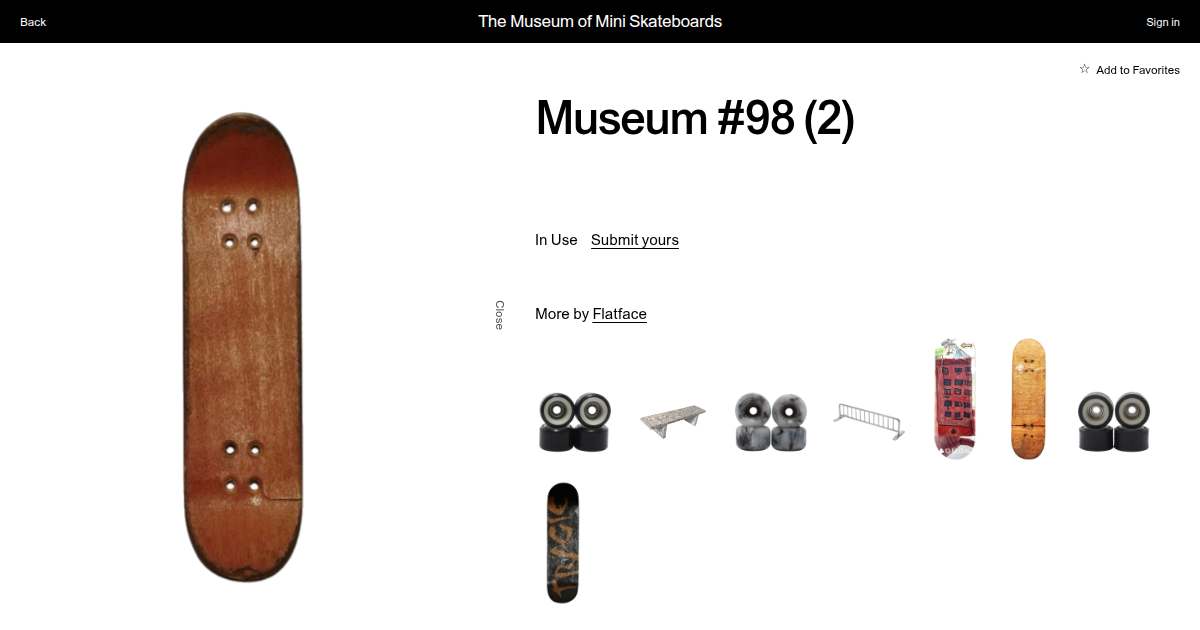 Back
The Museum of Mini Skateboards
Sign in
☆ Add to Favorites
Museum #98 (2)
In Use Submit yours
Close
More by Flatface
TRAGIC